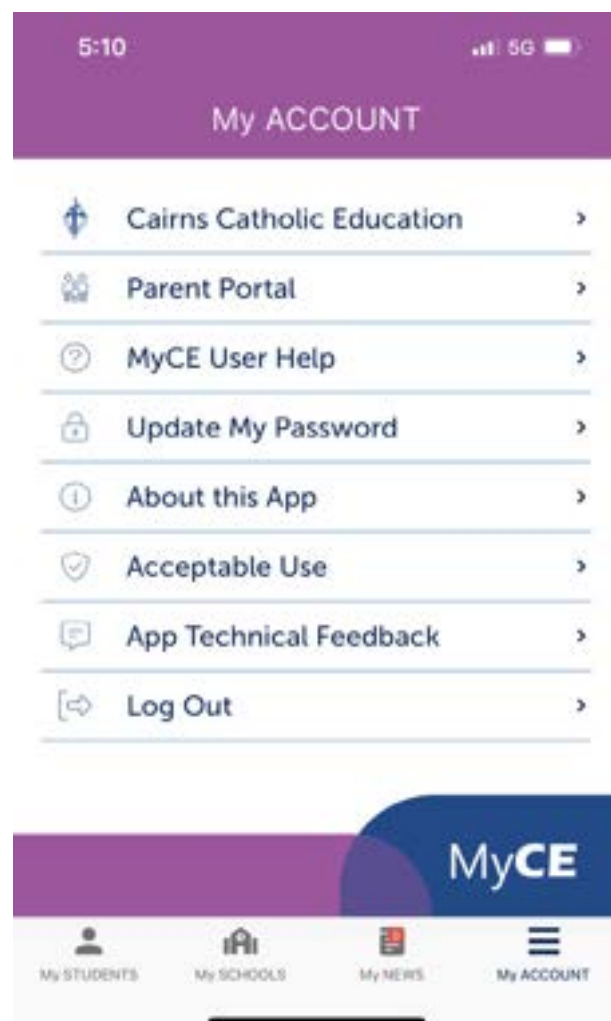 5:10
5G
My ACCOUNT
Cairns Catholic Education
Parent Portal
MyCE User Help
Update My Password
About this App
Acceptable Use
App Technical Feedback
Log Out
MyCE
My STUDENTS
My SCHOOLS
My NEWS
My ACCOUNT